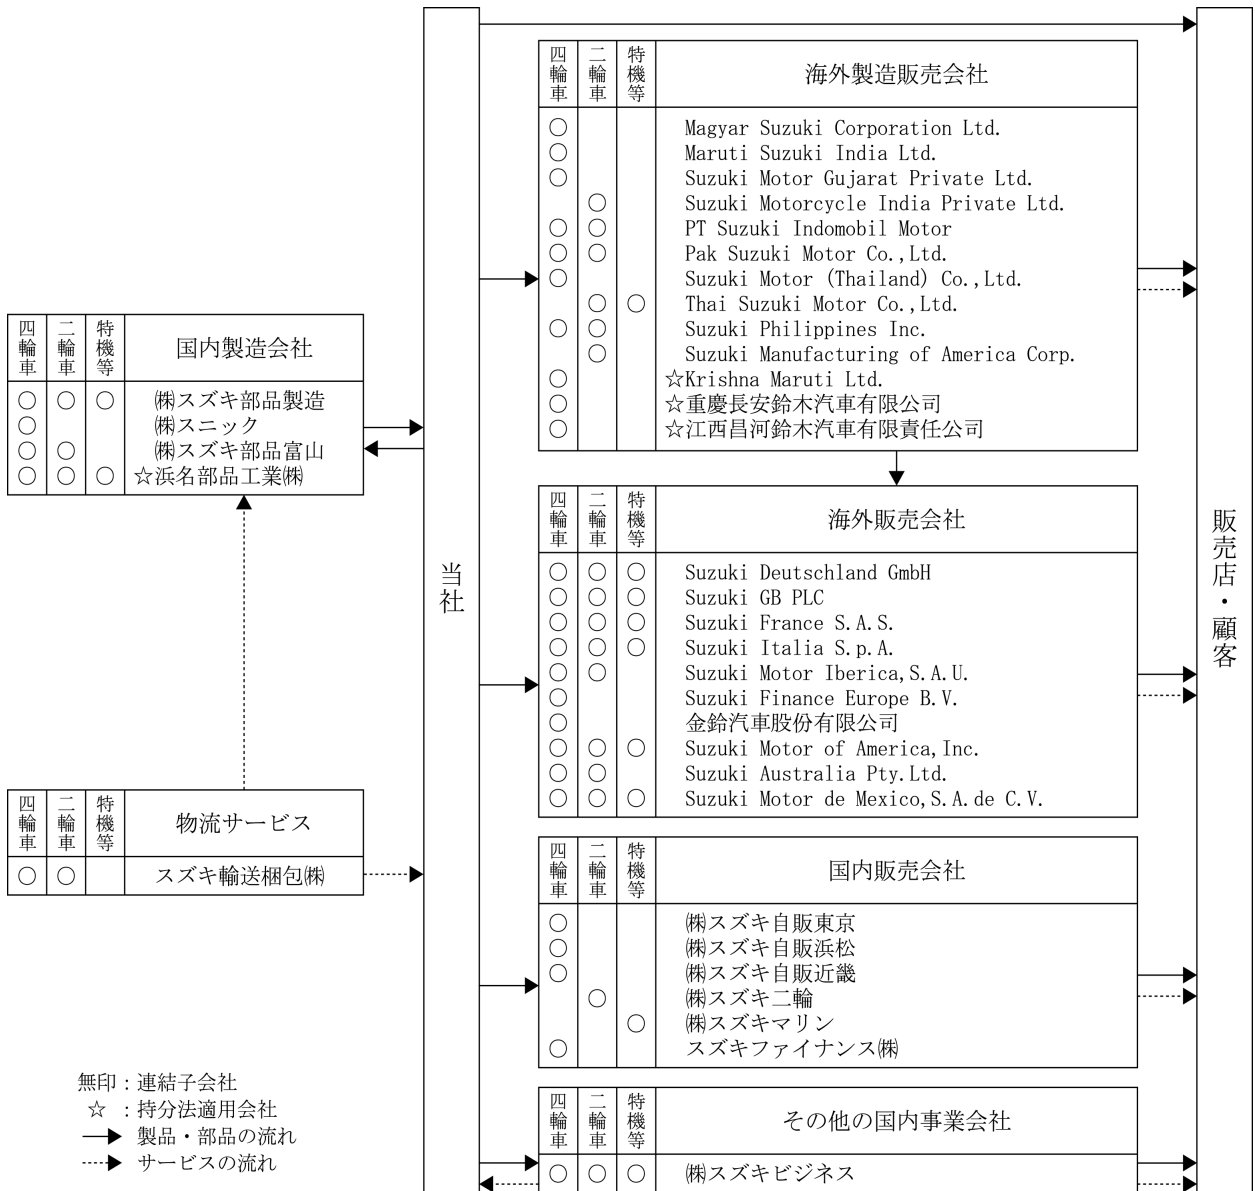 当社
販売店・顧客
四輪車 二輪車 特機等 海外製造販売会社
○ Magyar Suzuki Corporation Ltd.
○ Maruti Suzuki India Ltd.
○ Suzuki Motor Gujarat Private Ltd.
○ Suzuki Motorcycle India Private Ltd.
○ ○ PT Suzuki Indomobil Motor
○ ○ Pak Suzuki Motor Co.,Ltd.
○ Suzuki Motor (Thailand) Co.,Ltd.
○ ○ Thai Suzuki Motor Co.,Ltd.
○ ○ Suzuki Philippines Inc.
○ Suzuki Manufacturing of America Corp.
○ ☆Krishna Maruti Ltd.
○ ☆重慶長安鈴木汽車有限公司
○ ☆江西昌河鈴木汽車有限責任公司
四輪車 二輪車 特機等 国内製造会社
○ ○ ○ ㈱スズキ部品製造
○ ㈱スニック
○ ○ ㈱スズキ部品富山
○ ○ ○ ☆浜名部品工業㈱
四輪車 二輪車 特機等 海外販売会社
○ ○ ○ Suzuki Deutschland GmbH
○ ○ ○ Suzuki GB PLC
○ ○ ○ Suzuki France S.A.S.
○ ○ ○ Suzuki Italia S.p.A.
○ ○ Suzuki Motor Iberica,S.A.U.
○ Suzuki Finance Europe B.V.
○ 金鈴汽車股份有限公司
○ ○ ○ Suzuki Motor of America,Inc.
○ ○ Suzuki Australia Pty.Ltd.
○ ○ ○ Suzuki Motor de Mexico,S.A.de C.V.
四輪車 二輪車 特機等 物流サービス
○ ○ スズキ輸送梱包㈱
四輪車 二輪車 特機等 国内販売会社
○ ㈱スズキ自販東京
○ ㈱スズキ自販浜松
○ ㈱スズキ自販近畿
○ ㈱スズキ二輪
○ ㈱スズキマリン
○ スズキファイナンス㈱
四輪車 二輪車 特機等 その他の国内事業会社
○ ○ ○ ㈱スズキビジネス
無印：連結子会社
☆ ：持分法適用会社
製品・部品の流れ
サービスの流れ